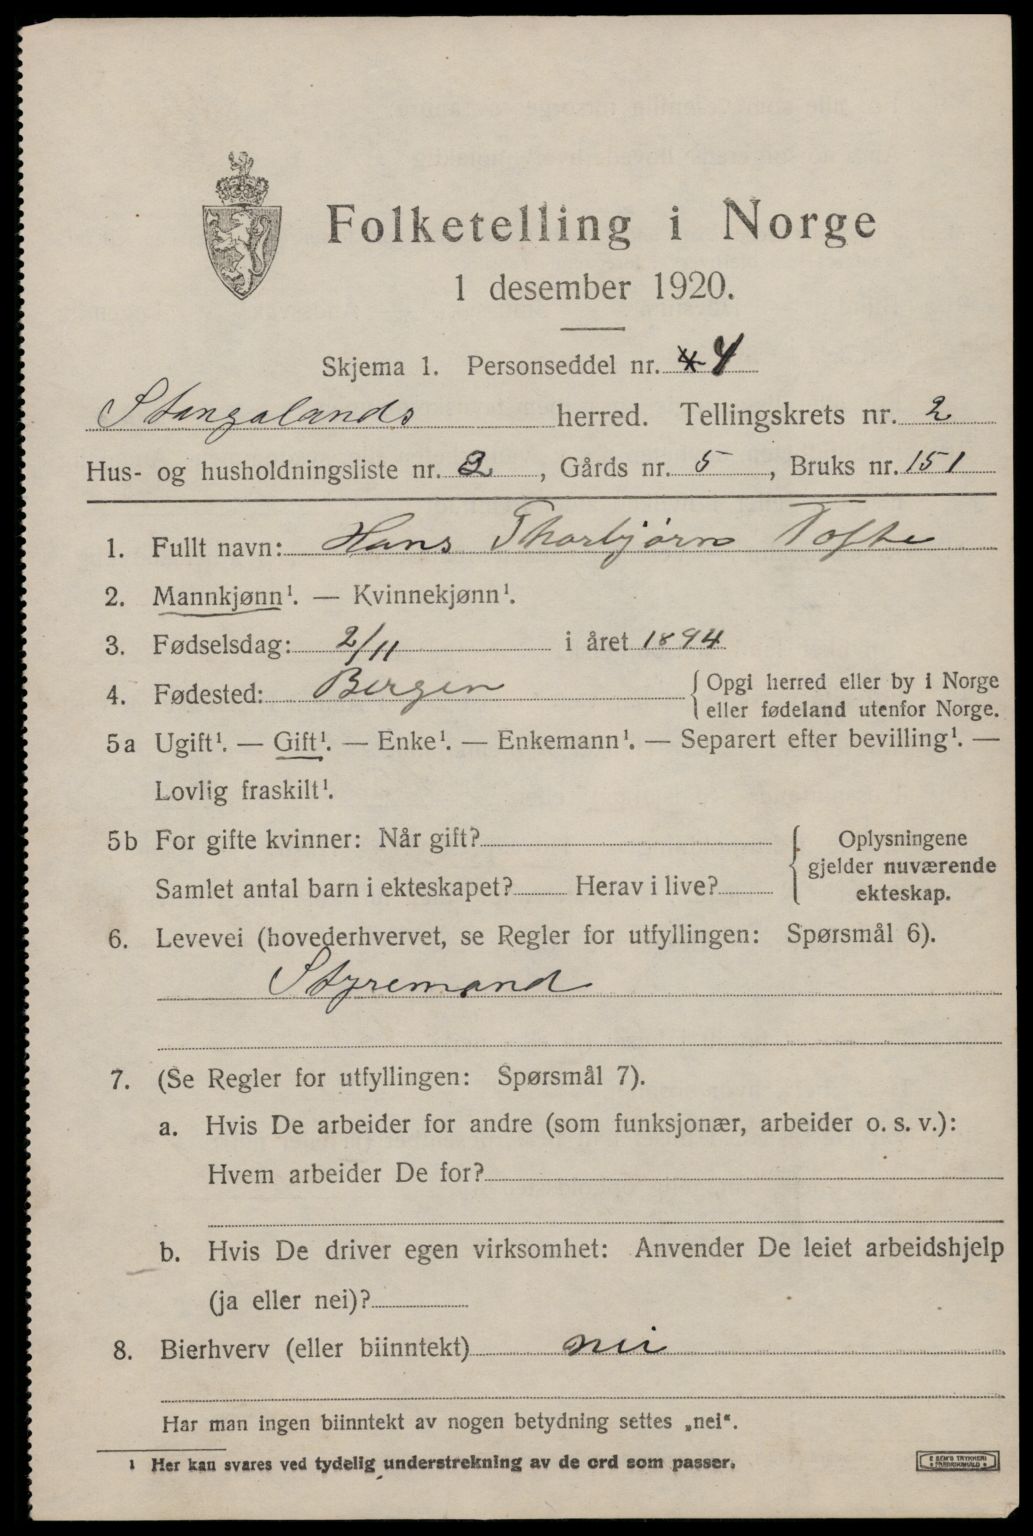 Folketelling i Norge
1 desember 1920.
Skjema 1. Personseddel nr. 4
Stangalands herred. Tellingskrets nr. 2
Hus- og husholdningsliste nr. 2, Gårds nr. 5, Bruks nr. 151
1. Fullt navn: Hans Thorbjørn Tofte
2. Mannkjønn¹. — Kvinnekjønn¹.
3. Fødselsdag: 2/11 i året 1894
4. Fødested: Bergen { Opgi herred eller by i Norge
eller fødeland utenfor Norge.
5a Ugift¹. — Gift¹. — Enke¹. — Enkemann¹. — Separert efter bevilling¹. —
Lovlig fraskilt¹.
5b For gifte kvinner: Når gift?
Samlet antal barn i ekteskapet? Herav i live?
{ Oplysningene
gjelder nuværende
ekteskap.
6. Levevei (hovederhvervet, se Regler for utfyllingen: Spørsmål 6).
Styremand
7. (Se Regler for utfyllingen: Spørsmål 7).
a. Hvis De arbeider for andre (som funksjonær, arbeider o. s. v.):
Hvem arbeider De for?
b. Hvis De driver egen virksomhet: Anvender De leiet arbeidshjelp
(ja eller nei)?
8. Bierhverv (eller biinntekt) nei
Har man ingen biinntekt av nogen betydning settes „nei“.
¹ Her kan svares ved tydelig understrekning av de ord som passer.